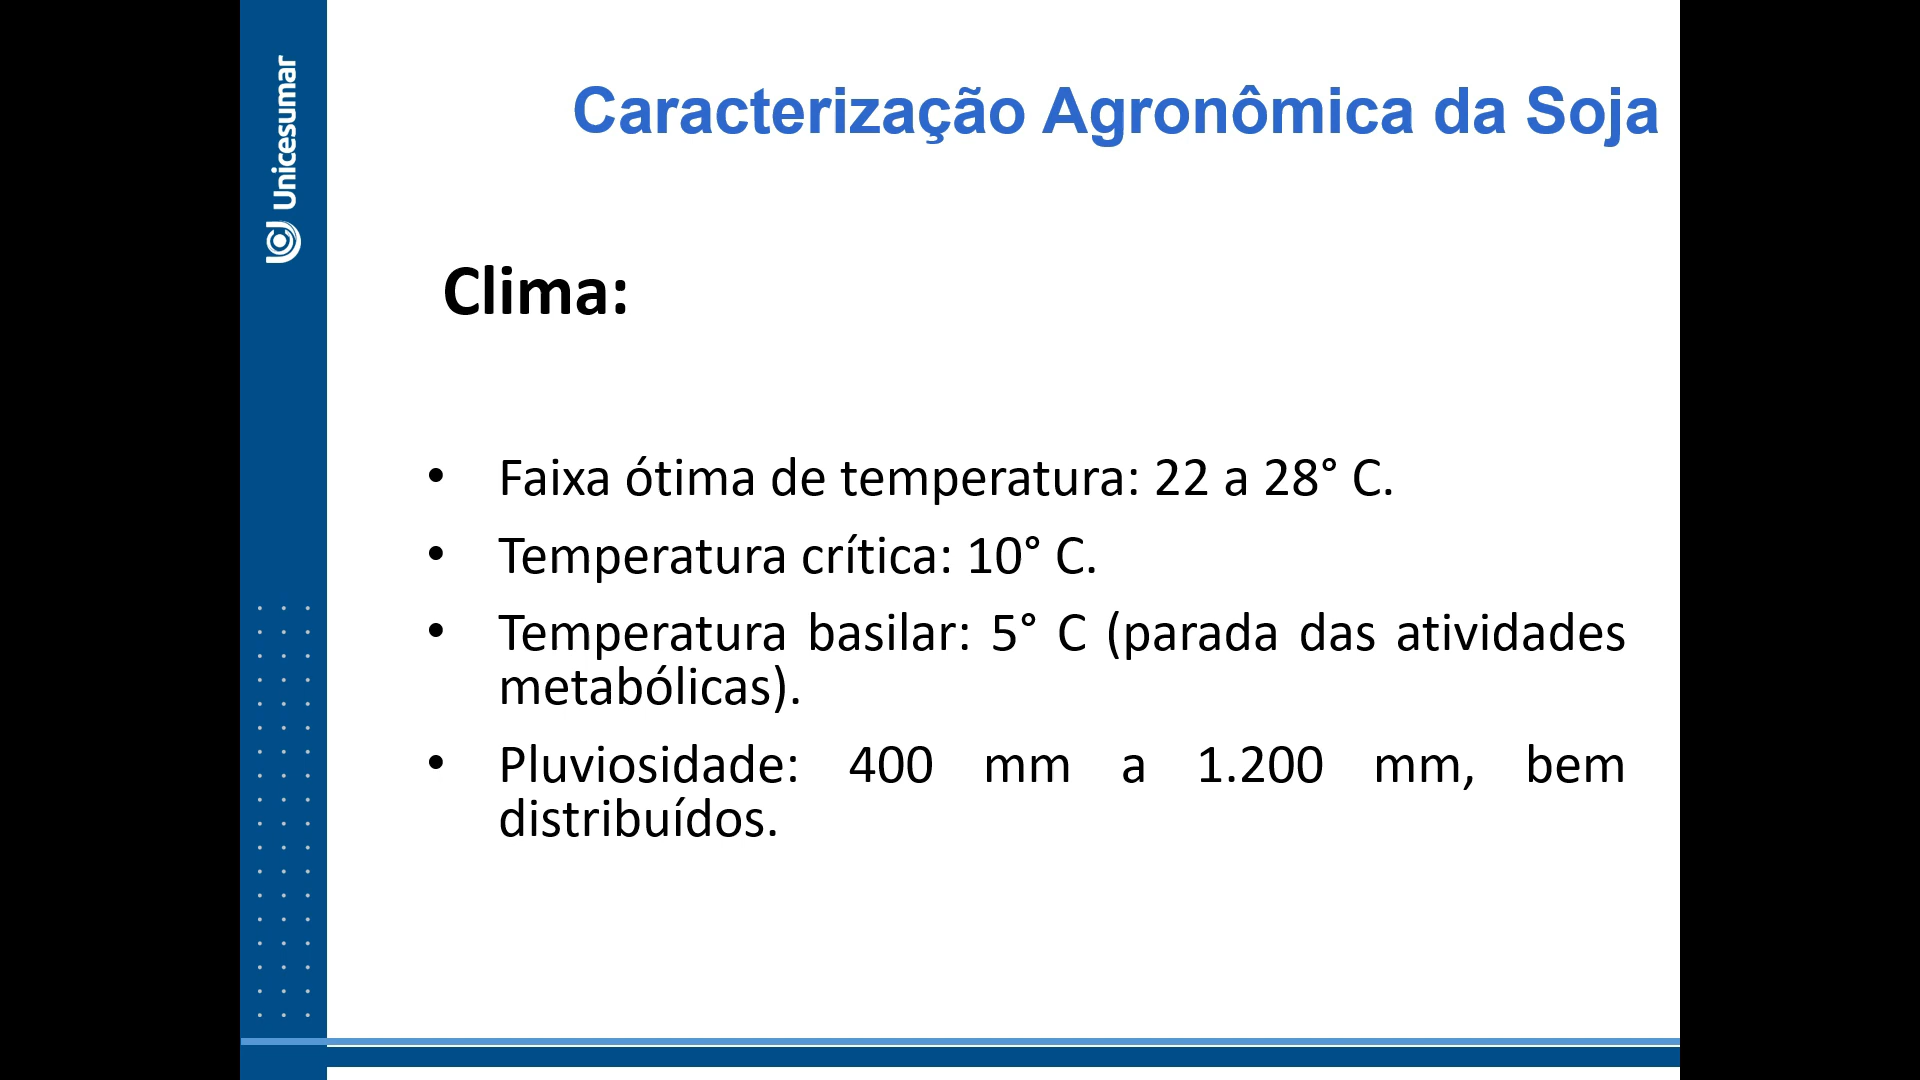 Unicesumar
Caracterização Agronômica da Soja
Clima:
• Faixa ótima de temperatura: 22 a 28° C.
• Temperatura crítica: 10° C.
• Temperatura basilar: 5° C (parada das atividades
metabólicas).
• Pluviosidade: 400 mm a 1.200 mm, bem
distribuídos.